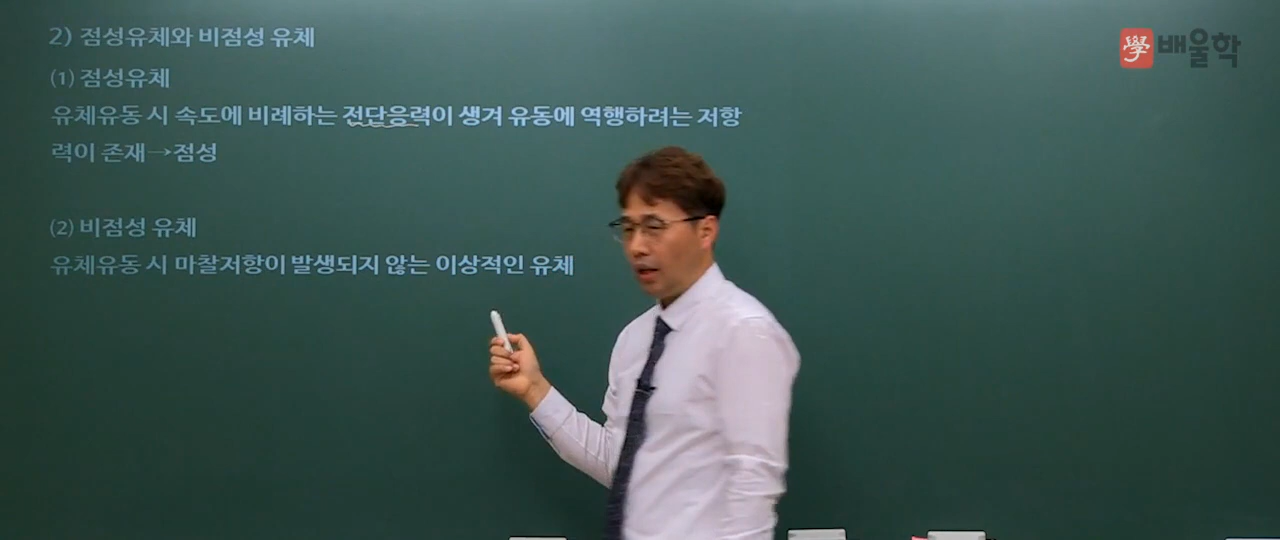 2) 점성유체와 비점성 유체
學배울학
(1) 점성유체
유체유동 시 속도에 비례하는 전단응력이 생겨 유동에 역행하려는 저항
력이 존재→점성
(2) 비점성 유체
유체유동 시 마찰저항이 발생되지 않는 이상적인 유체